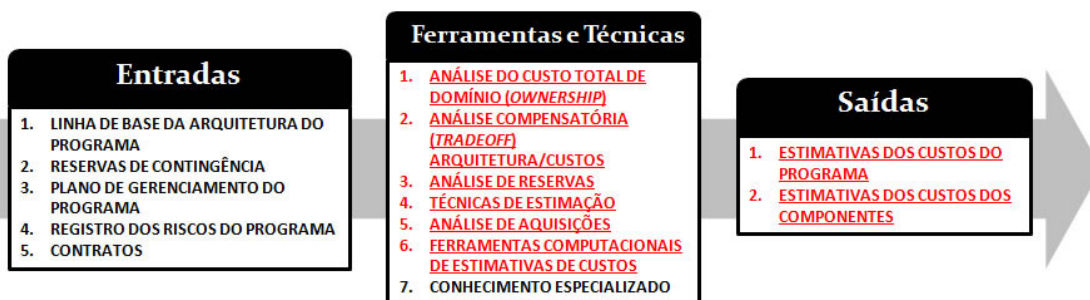 Entradas
1. LINHA DE BASE DA ARQUITETURA DO
PROGRAMA
2. RESERVAS DE CONTINGÊNCIA
3. PLANO DE GERENCIAMENTO DO
PROGRAMA
4. REGISTRO DOS RISCOS DO PROGRAMA
5. CONTRATOS
Ferramentas e Técnicas
1. ANÁLISE DO CUSTO TOTAL DE
DOMÍNIO (OWNERSHIP)
2. ANÁLISE COMPENSATÓRIA
(TRADEOFF)
ARQUITETURA/CUSTOS
3. ANÁLISE DE RESERVAS
4. TÉCNICAS DE ESTIMAÇÃO
5. ANÁLISE DE AQUISIÇÕES
6. FERRAMENTAS COMPUTACIONAIS
DE ESTIMATIVAS DE CUSTOS
7. CONHECIMENTO ESPECIALIZADO
Saídas
1. ESTIMATIVAS DOS CUSTOS DO
PROGRAMA
2. ESTIMATIVAS DOS CUSTOS DOS
COMPONENTES